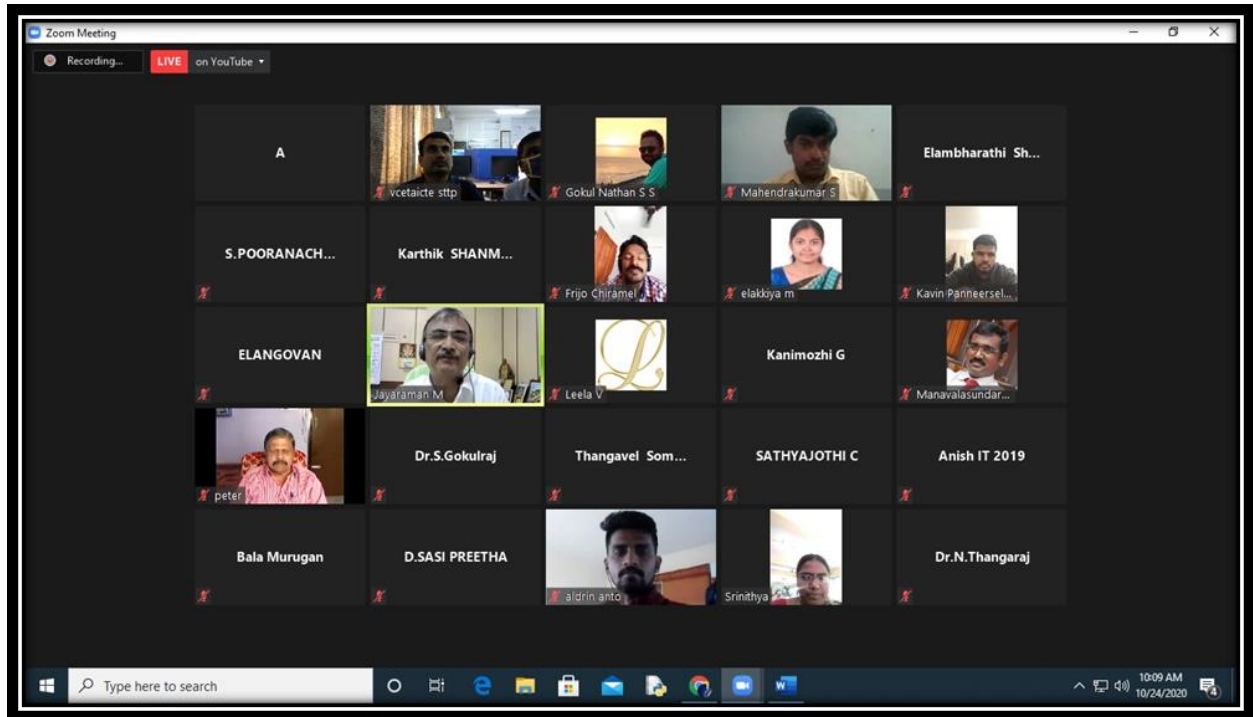 Zoom Meeting
Recording...
LIVE on YouTube
A
vcetaicte sttp
Gokul Nathan S S
Mahendrakumar S
Elambharathi Sh...
S.POORANACH...
Karthik SHANM...
Frijo Chiramel
elakkiya m
Kavin Panneersel...
ELANGOVAN
Jayaraman M
Leela V
Kanimozhi G
Manavalasundar...
peter
Dr.S.Gokulraj
Thangavel Som...
SATHYAJOTHI C
Anish IT 2019
Bala Murugan
D.SASI PREETHA
aldrin anto
Srinithya
Dr.N.Thangaraj
Type here to search
10:09 AM
10/24/2020
4